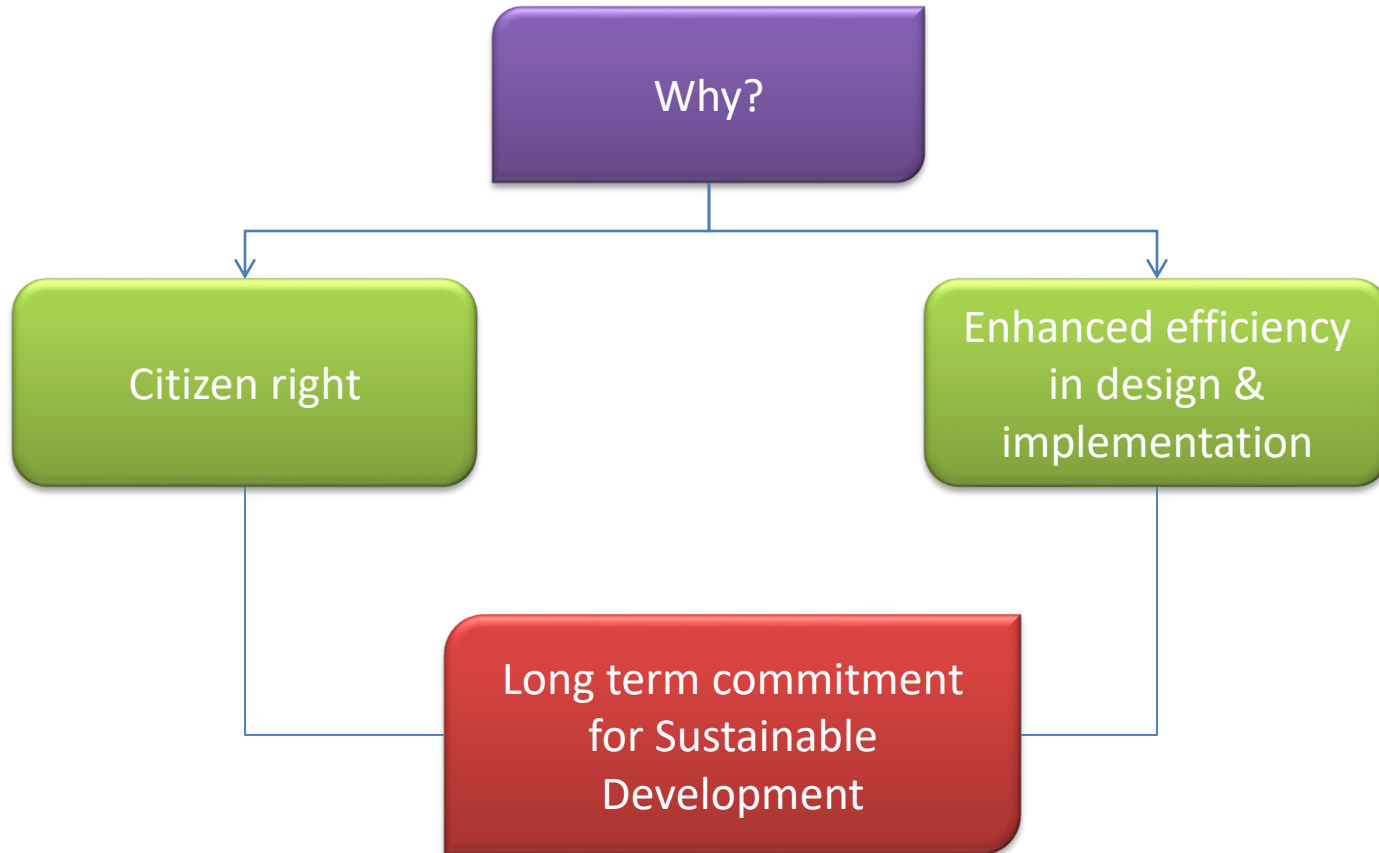 Why?
Citizen right
Enhanced efficiency
in design &
implementation
Long term commitment
for Sustainable
Development